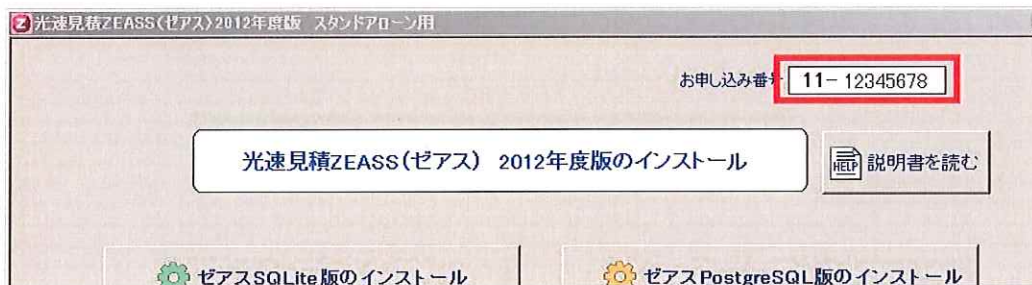 光速見積ZEASS(ゼアス)2012年度版 スタンドアローン用
お申し込み番号 11-12345678
光速見積ZEASS(ゼアス) 2012年度版のインストール
HELP 説明書を読む
ゼアスSQLite版のインストール
ゼアスPostgreSQL版のインストール